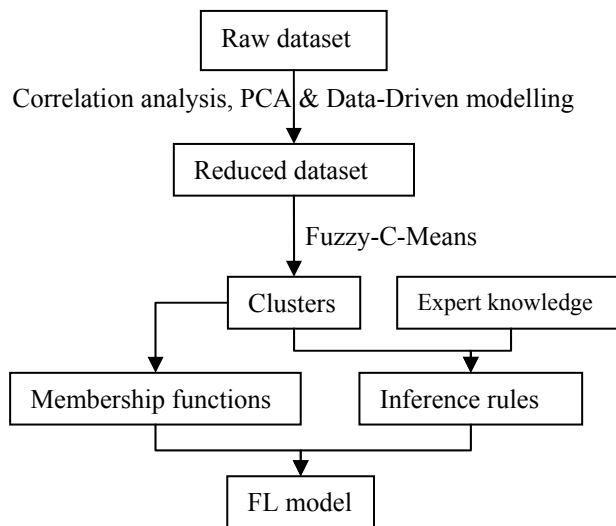 Raw dataset
Correlation analysis, PCA & Data-Driven modelling
Reduced dataset
Fuzzy-C-Means
Clusters
Expert knowledge
Membership functions
Inference rules
FL model